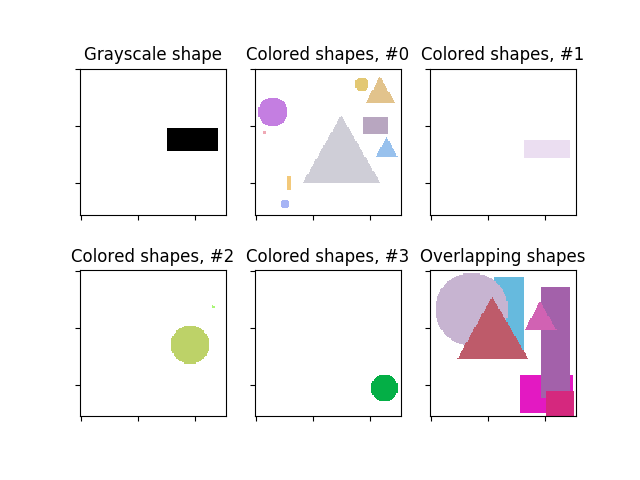 Grayscale shape
Colored shapes, #0
Colored shapes, #1
Colored shapes, #2
Colored shapes, #3
Overlapping shapes